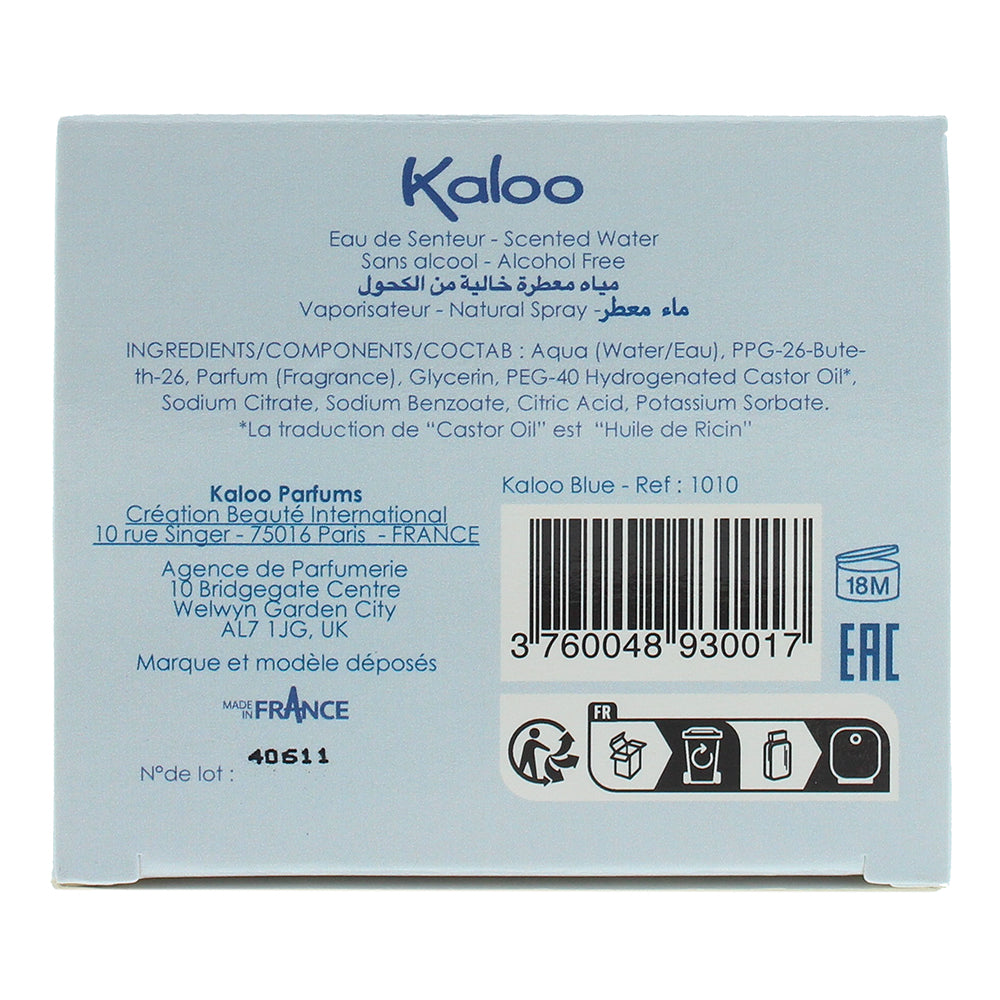 Kaloo
Eau de Senteur - Scented Water
Sans alcool - Alcohol Free
مياه معطرة خالية من الكحول
Vaporisateur - Natural Spray - ماء معطر
INGREDIENTS/COMPONENTS/COCTAB : Aqua (Water/Eau), PPG-26-Bute-
th-26, Parfum (Fragrance), Glycerin, PEG-40 Hydrogenated Castor Oil*,
Sodium Citrate, Sodium Benzoate, Citric Acid, Potassium Sorbate.
*La traduction de “Castor Oil” est “Huile de Ricin”
Kaloo Parfums
Création Beauté International
10 rue Singer - 75016 Paris - FRANCE
Agence de Parfumerie
10 Bridgegate Centre
Welwyn Garden City
AL7 1JG, UK
Marque et modèle déposés
MADE IN FRANCE
40611
N°de lot :
Kaloo Blue - Ref : 1010
3 760048 930017
18M
EAC
FR